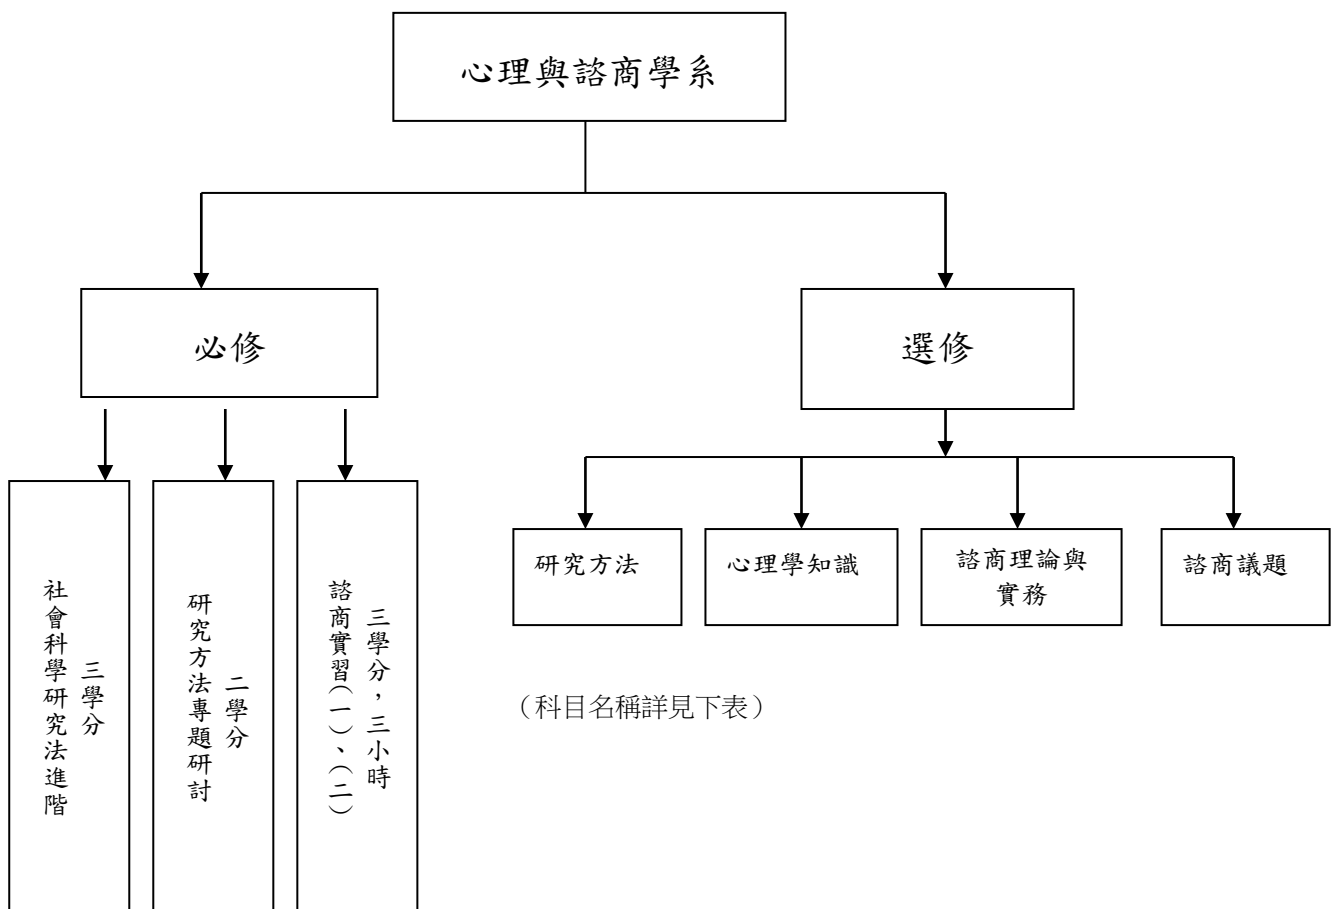 心理與諮商學系
必修
選修
社會科學研究法進階
三學分
研究方法專題研討
二學分
諮商實習(一)、(二)
三學分，三小時
研究方法
心理學知識
諮商理論與
實務
諮商議題
（科目名稱詳見下表）